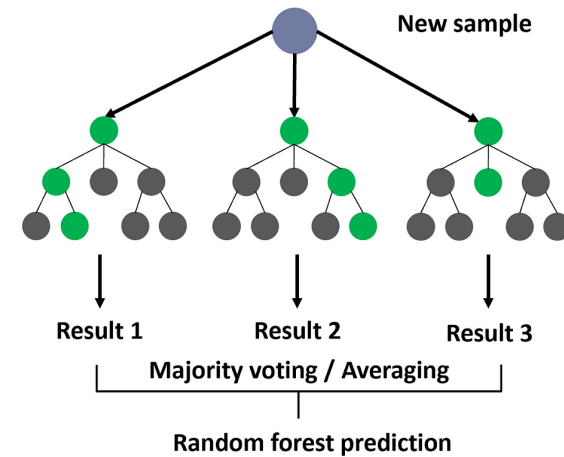 New sample
Result 1
Result 2
Result 3
Majority voting / Averaging
Random forest prediction